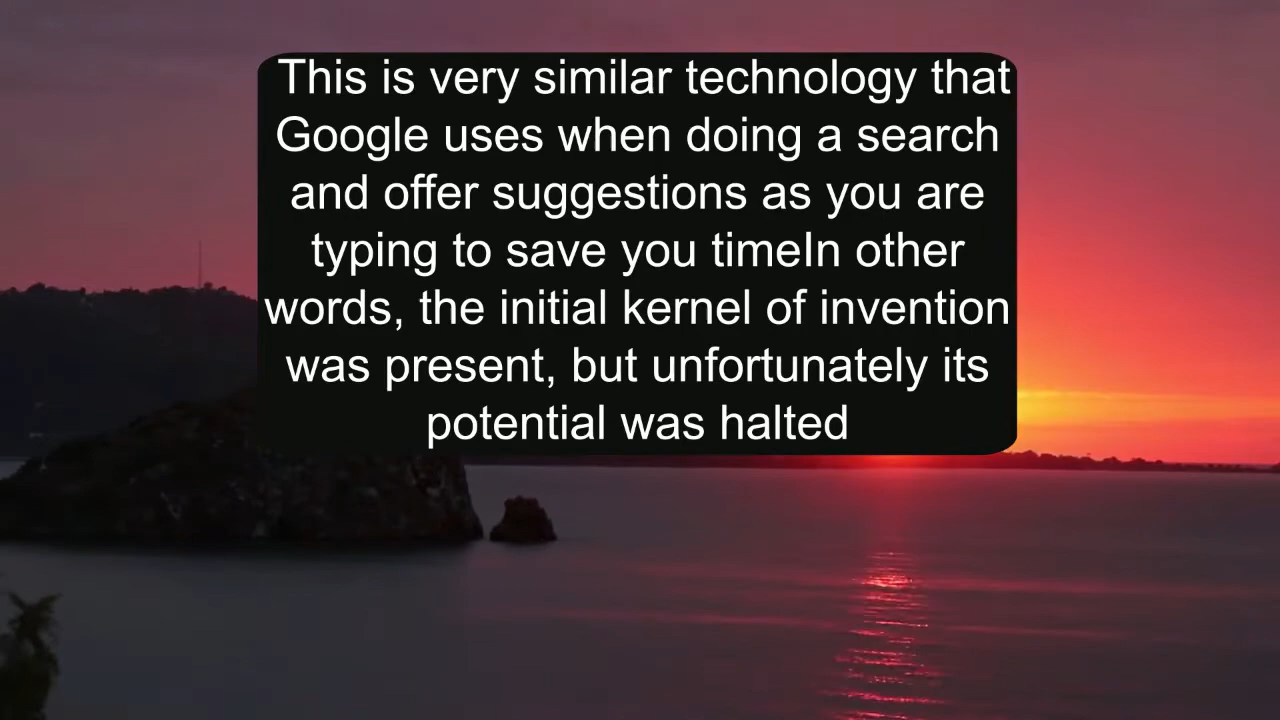 This is very similar technology that
Google uses when doing a search
and offer suggestions as you are
typing to save you timeIn other
words, the initial kernel of invention
was present, but unfortunately its
potential was halted